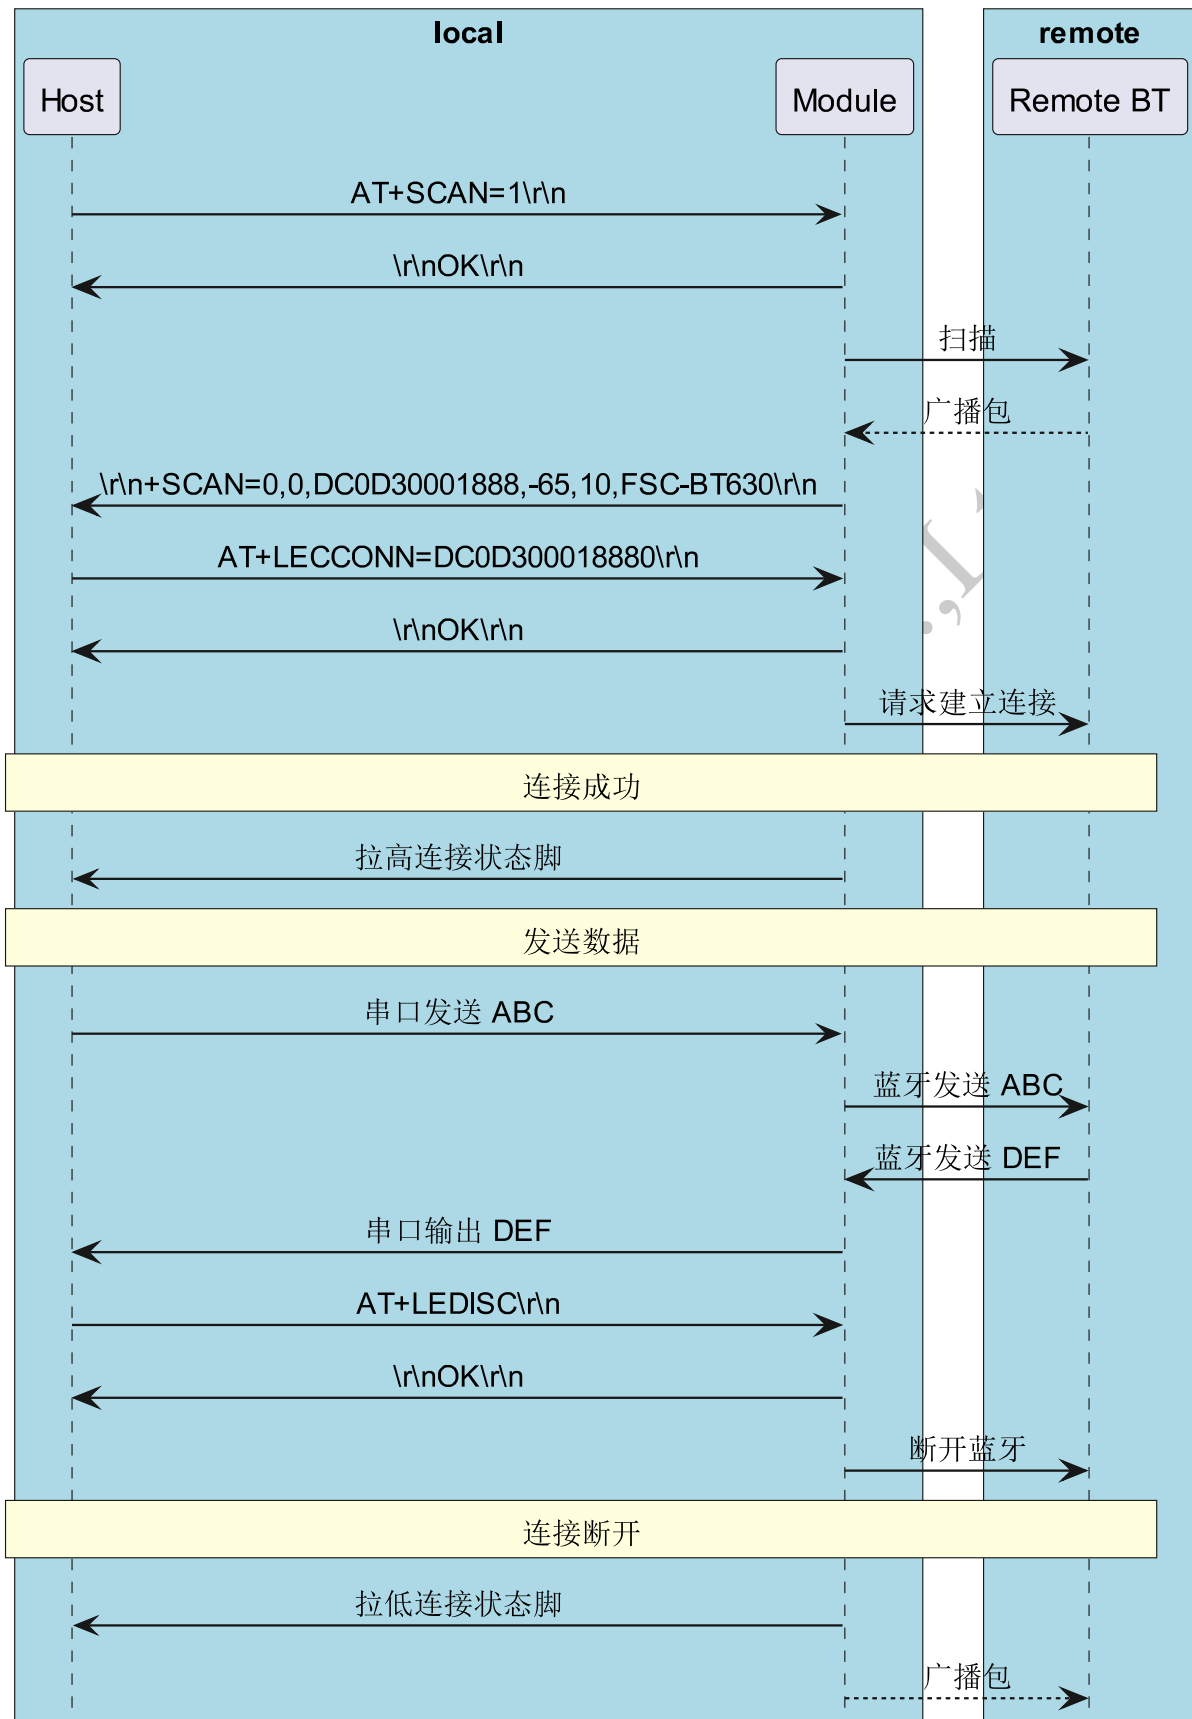 local
remote
Host
Module
Remote BT
AT+SCAN=1\r\n
\r\nOK\r\n
扫描
广播包
\r\n+SCAN=0,0,DC0D30001888,-65,10,FSC-BT630\r\n
AT+LECCONN=DC0D300018880\r\n
\r\nOK\r\n
请求建立连接
连接成功
拉高连接状态脚
发送数据
串口发送 ABC
蓝牙发送 ABC
蓝牙发送 DEF
串口输出 DEF
AT+LEDISC\r\n
\r\nOK\r\n
断开蓝牙
连接断开
拉低连接状态脚
广播包